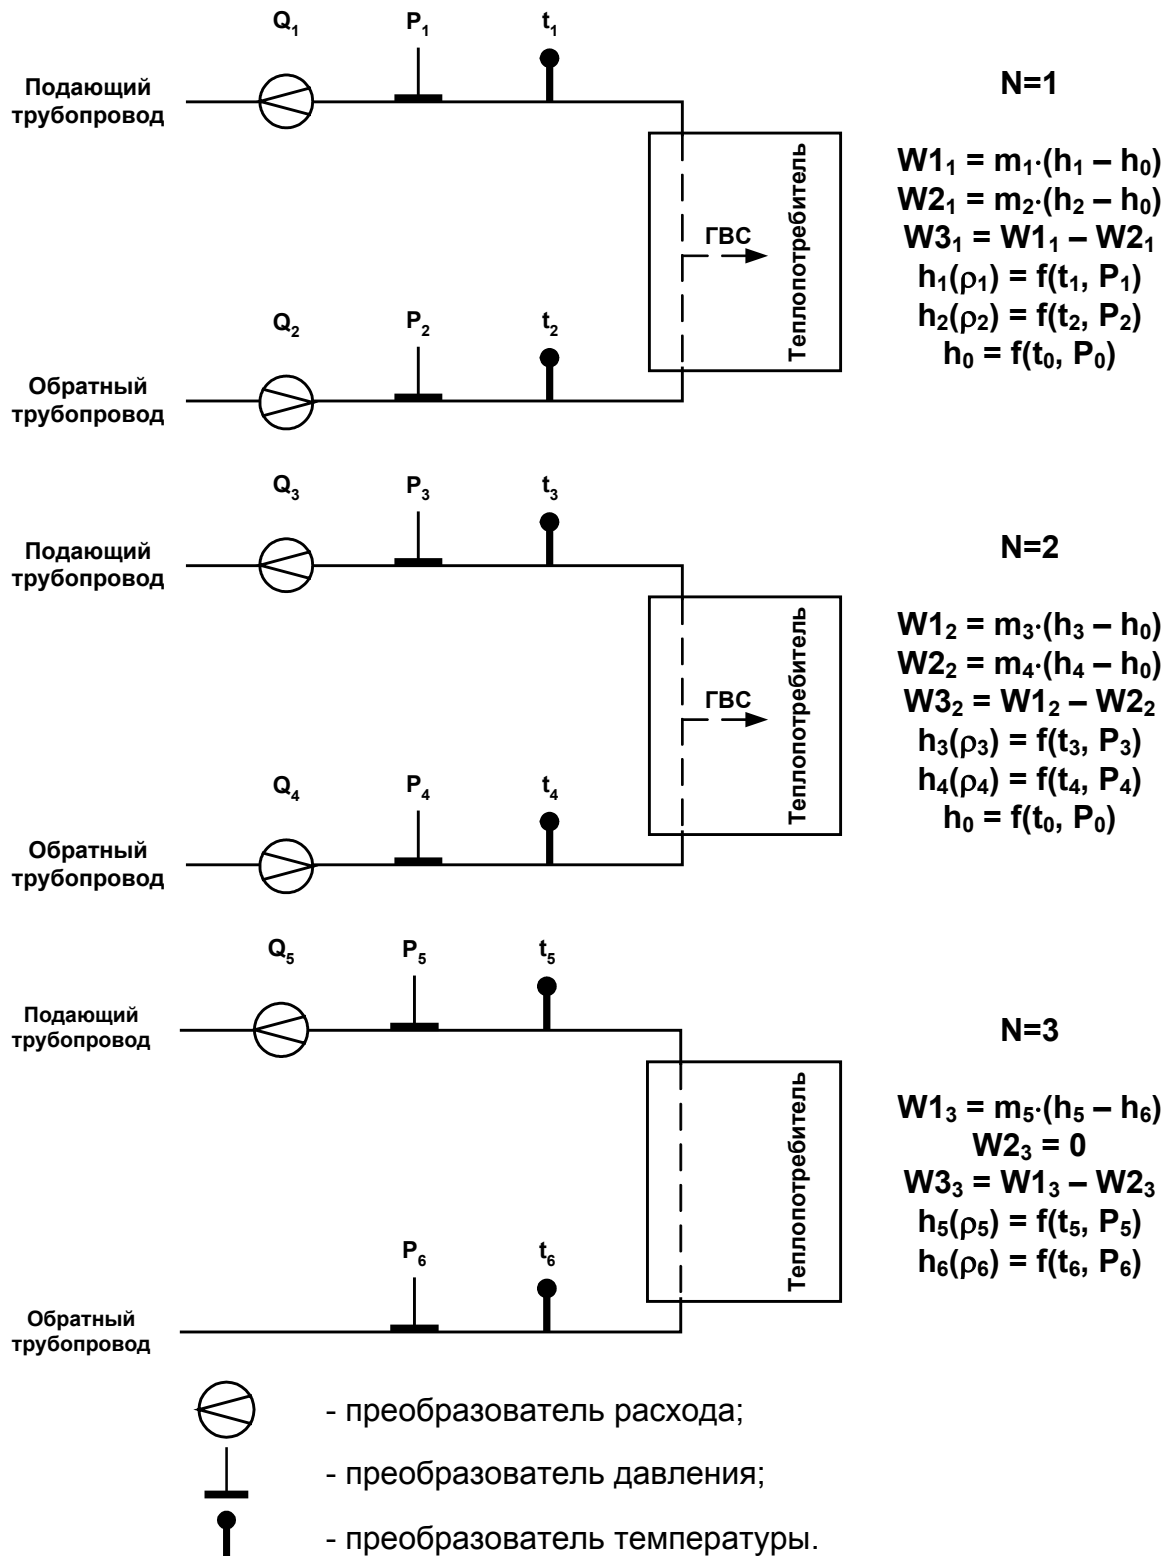 Q₁ P₁ t₁
Подающий
трубопровод
ГВС
Теплопотребитель
Q₂ P₂ t₂
Обратный
трубопровод
N=1
W1₁ = m₁·(h₁ – h₀)
W2₁ = m₂·(h₂ – h₀)
W3₁ = W1₁ – W2₁
h₁(ρ₁) = f(t₁, P₁)
h₂(ρ₂) = f(t₂, P₂)
h₀ = f(t₀, P₀)
Q₃ P₃ t₃
Подающий
трубопровод
ГВС
Теплопотребитель
Q₄ P₄ t₄
Обратный
трубопровод
N=2
W1₂ = m₃·(h₃ – h₀)
W2₂ = m₄·(h₄ – h₀)
W3₂ = W1₂ – W2₂
h₃(ρ₃) = f(t₃, P₃)
h₄(ρ₄) = f(t₄, P₄)
h₀ = f(t₀, P₀)
Q₅ P₅ t₅
Подающий
трубопровод
Теплопотребитель
P₆ t₆
Обратный
трубопровод
N=3
W1₃ = m₅·(h₅ – h₆)
W2₃ = 0
W3₃ = W1₃ – W2₃
h₅(ρ₅) = f(t₅, P₅)
h₆(ρ₆) = f(t₆, P₆)
- преобразователь расхода;
- преобразователь давления;
- преобразователь температуры.